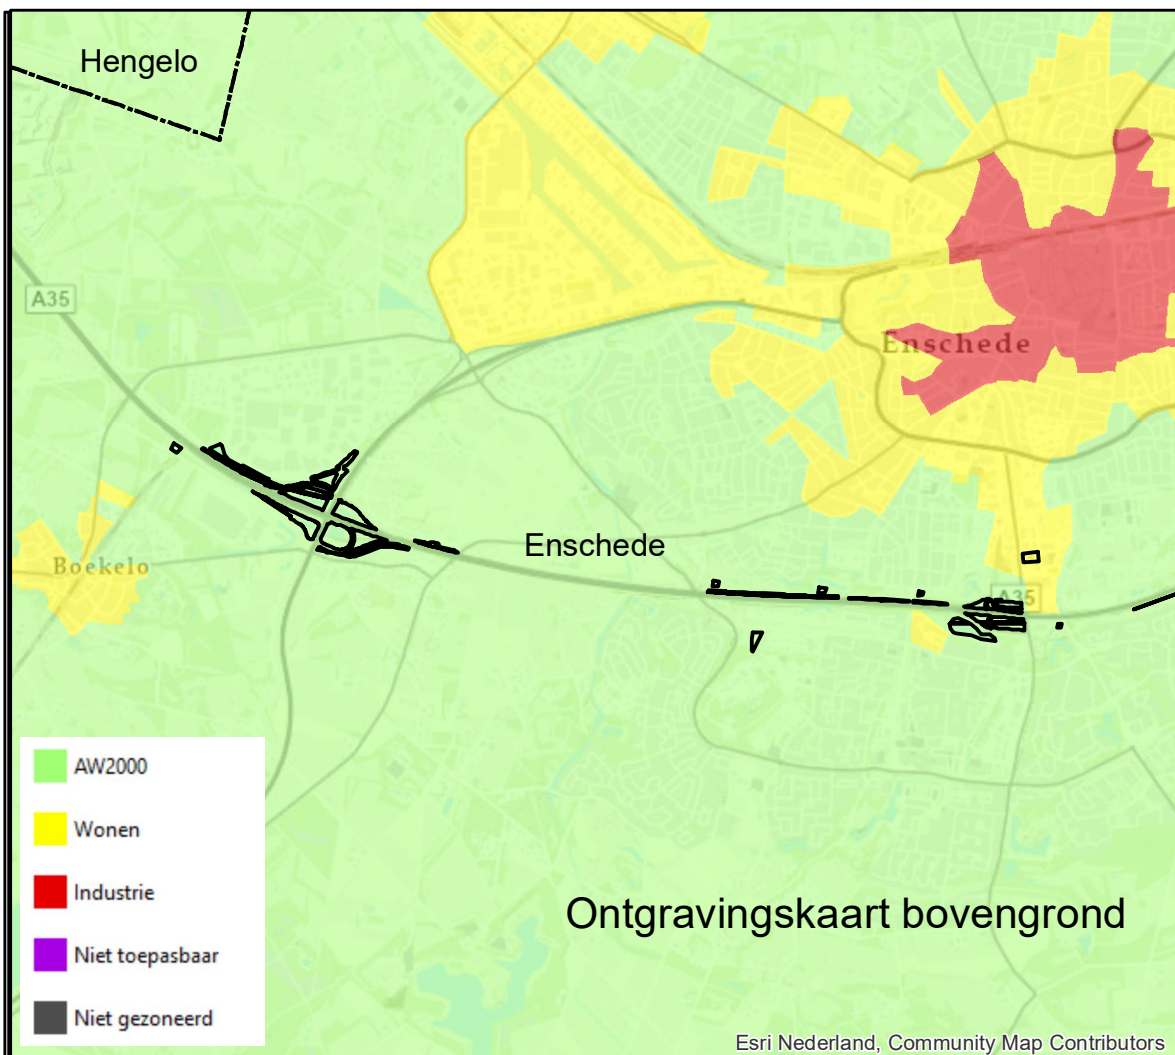 Hengelo
A35
Enschede
Enschede
Boekelo
A35
AW2000
Wonen
Industrie
Niet toepasbaar
Niet gezoneerd
Ontgravingskaart bovengrond
Esri Nederland, Community Map Contributors